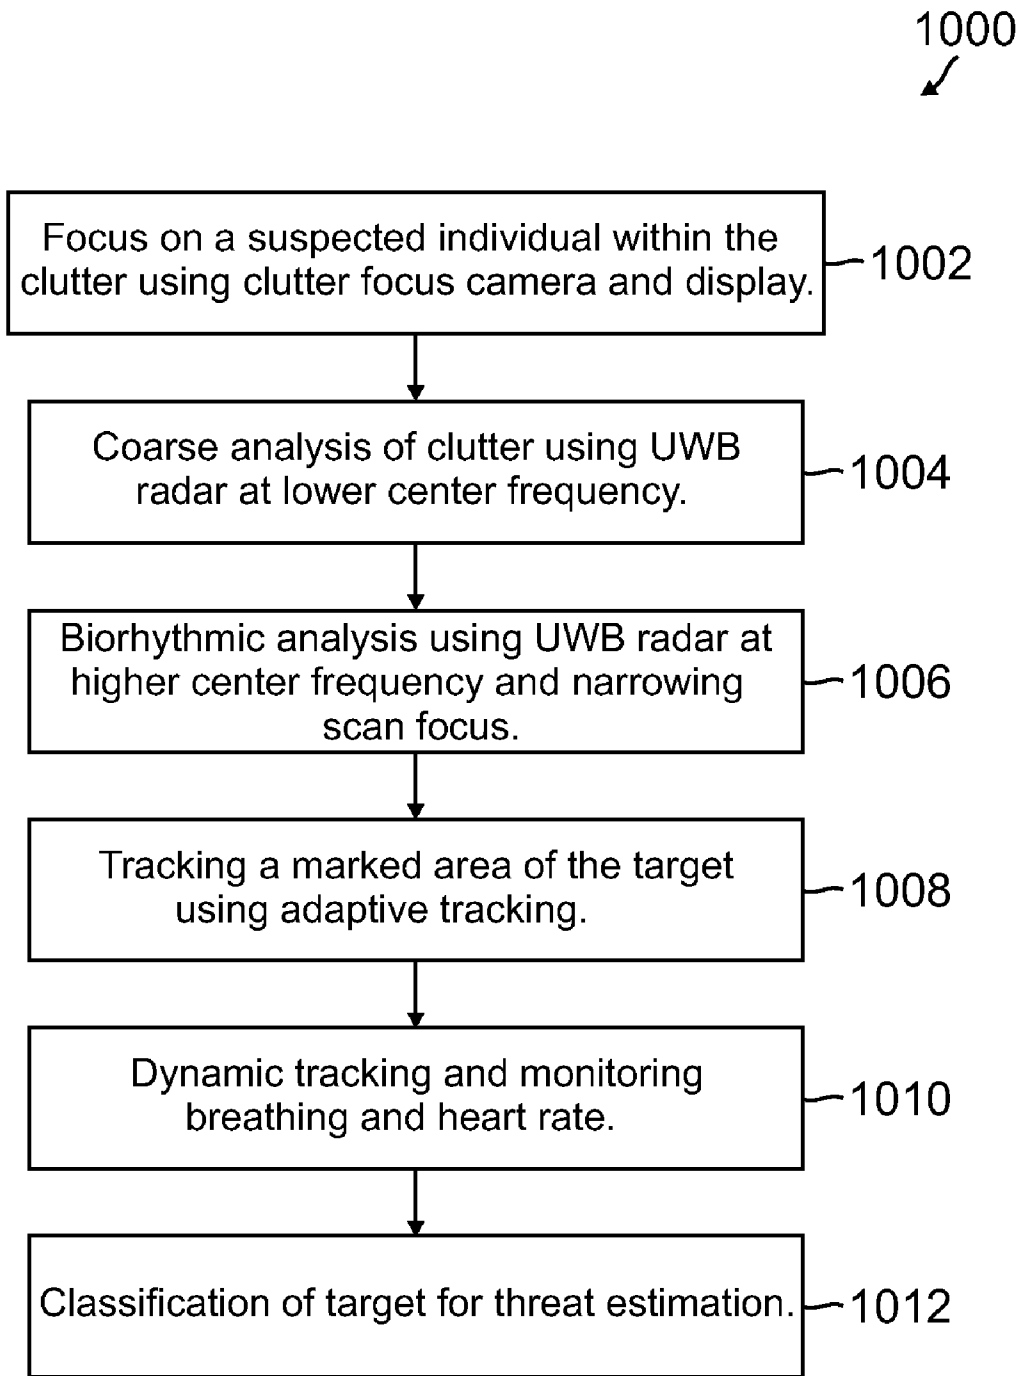 1000
Focus on a suspected individual within the
clutter using clutter focus camera and display.
1002
Coarse analysis of clutter using UWB
radar at lower center frequency.
1004
Biorhythmic analysis using UWB radar at
higher center frequency and narrowing
scan focus.
1006
Tracking a marked area of the target
using adaptive tracking.
1008
Dynamic tracking and monitoring
breathing and heart rate.
1010
Classification of target for threat estimation.
1012